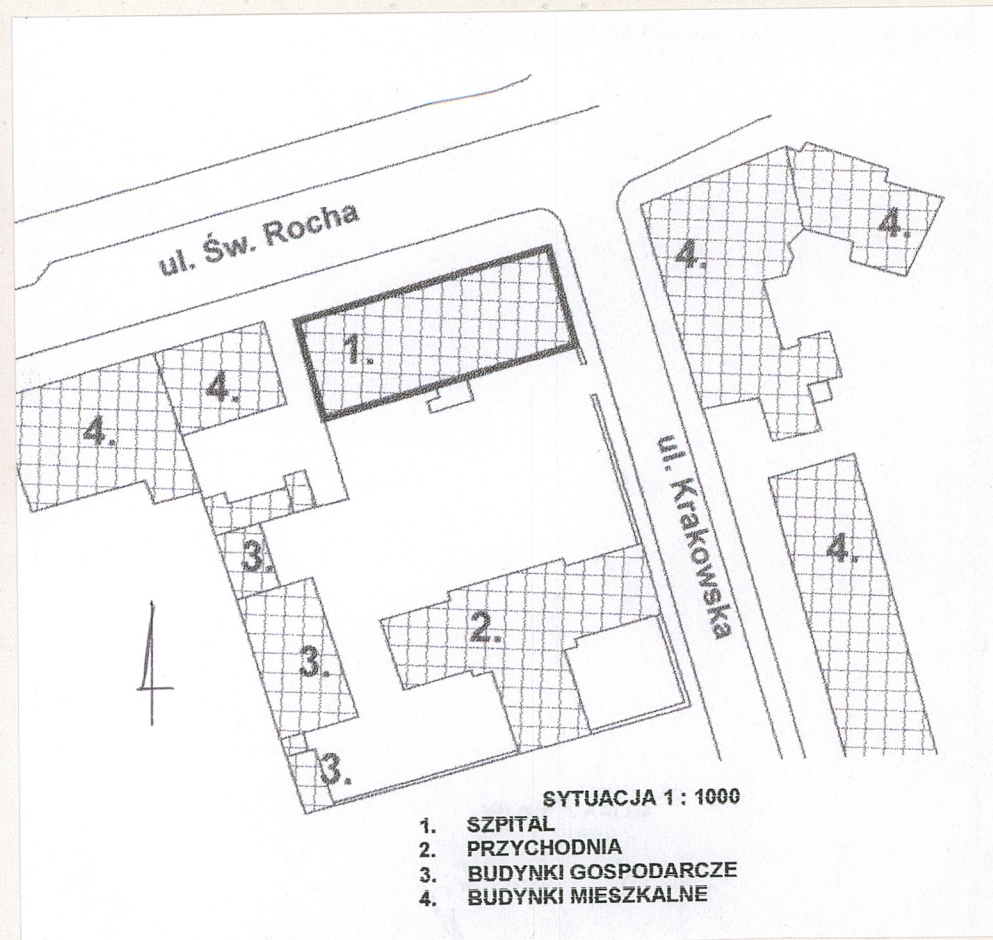 ul. Św. Rocha
4.
4.
1.
4.
4.
ul. Krakowska
3.
4.
2.
3.
3.
SYTUACJA 1 : 1000
1. SZPITAL
2. PRZYCHODNIA
3. BUDYNKI GOSPODARCZE
4. BUDYNKI MIESZKALNE